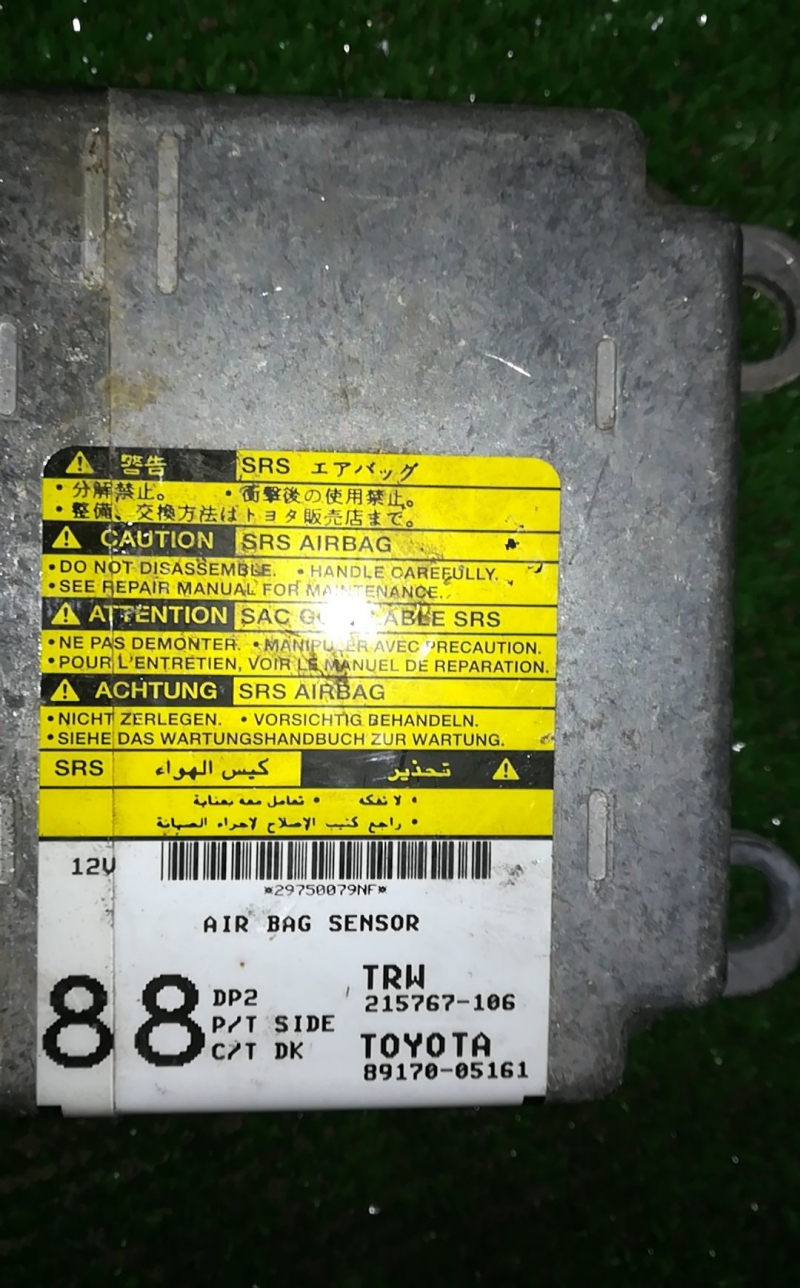 警告 SRS エアバッグ
• 分解禁止。 • 衝撃後の使用禁止。
• 整備、交換方法はトヨタ販売店まで。
CAUTION SRS AIRBAG
• DO NOT DISASSEMBLE. • HANDLE CAREFULLY.
• SEE REPAIR MANUAL FOR MAINTENANCE.
ATTENTION SAC SRS
• NE PAS DEMONTER. • MANIPULER AVEC PRECAUTION.
• POUR L'ENTRETIEN, VOIR LE MANUEL DE REPARATION.
ACHTUNG SRS AIRBAG
• NICHT ZERLEGEN. • VORSICHTIG BEHANDELN.
• SIEHE DAS WARTUNGSHANDBUCH ZUR WARTUNG.
تحذير كيس الهواء SRS
• لا تفكه • تعامل معه بعناية
• راجع كتيب الإصلاح لاجراء الصيانة
12V
*29750079NF*
AIR BAG SENSOR
88
DP2
P/T SIDE
C/T DK
TRW
215767-106
TOYOTA
89170-05161